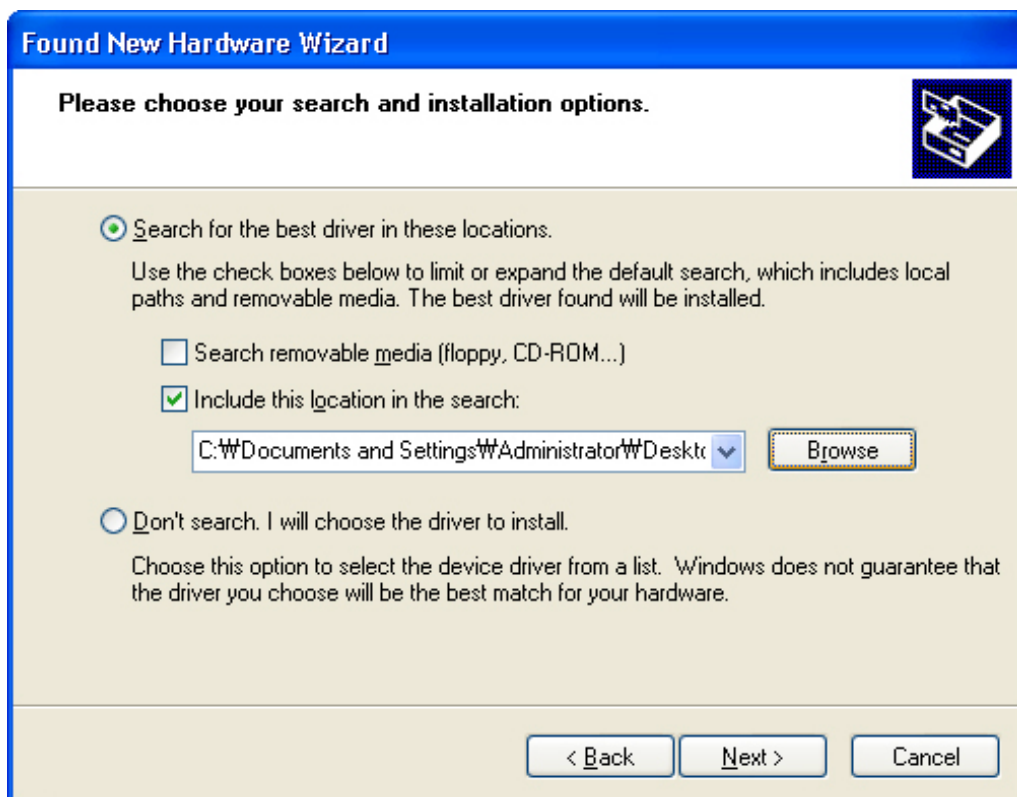 Found New Hardware Wizard
Please choose your search and installation options.
Search for the best driver in these locations.
Use the check boxes below to limit or expand the default search, which includes local
paths and removable media. The best driver found will be installed.
Search removable media (floppy, CD-ROM...)
Include this location in the search:
C:₩Documents and Settings₩Administrator₩Deskto
Browse
Don't search. I will choose the driver to install.
Choose this option to select the device driver from a list.  Windows does not guarantee that
the driver you choose will be the best match for your hardware.
< Back
Next >
Cancel